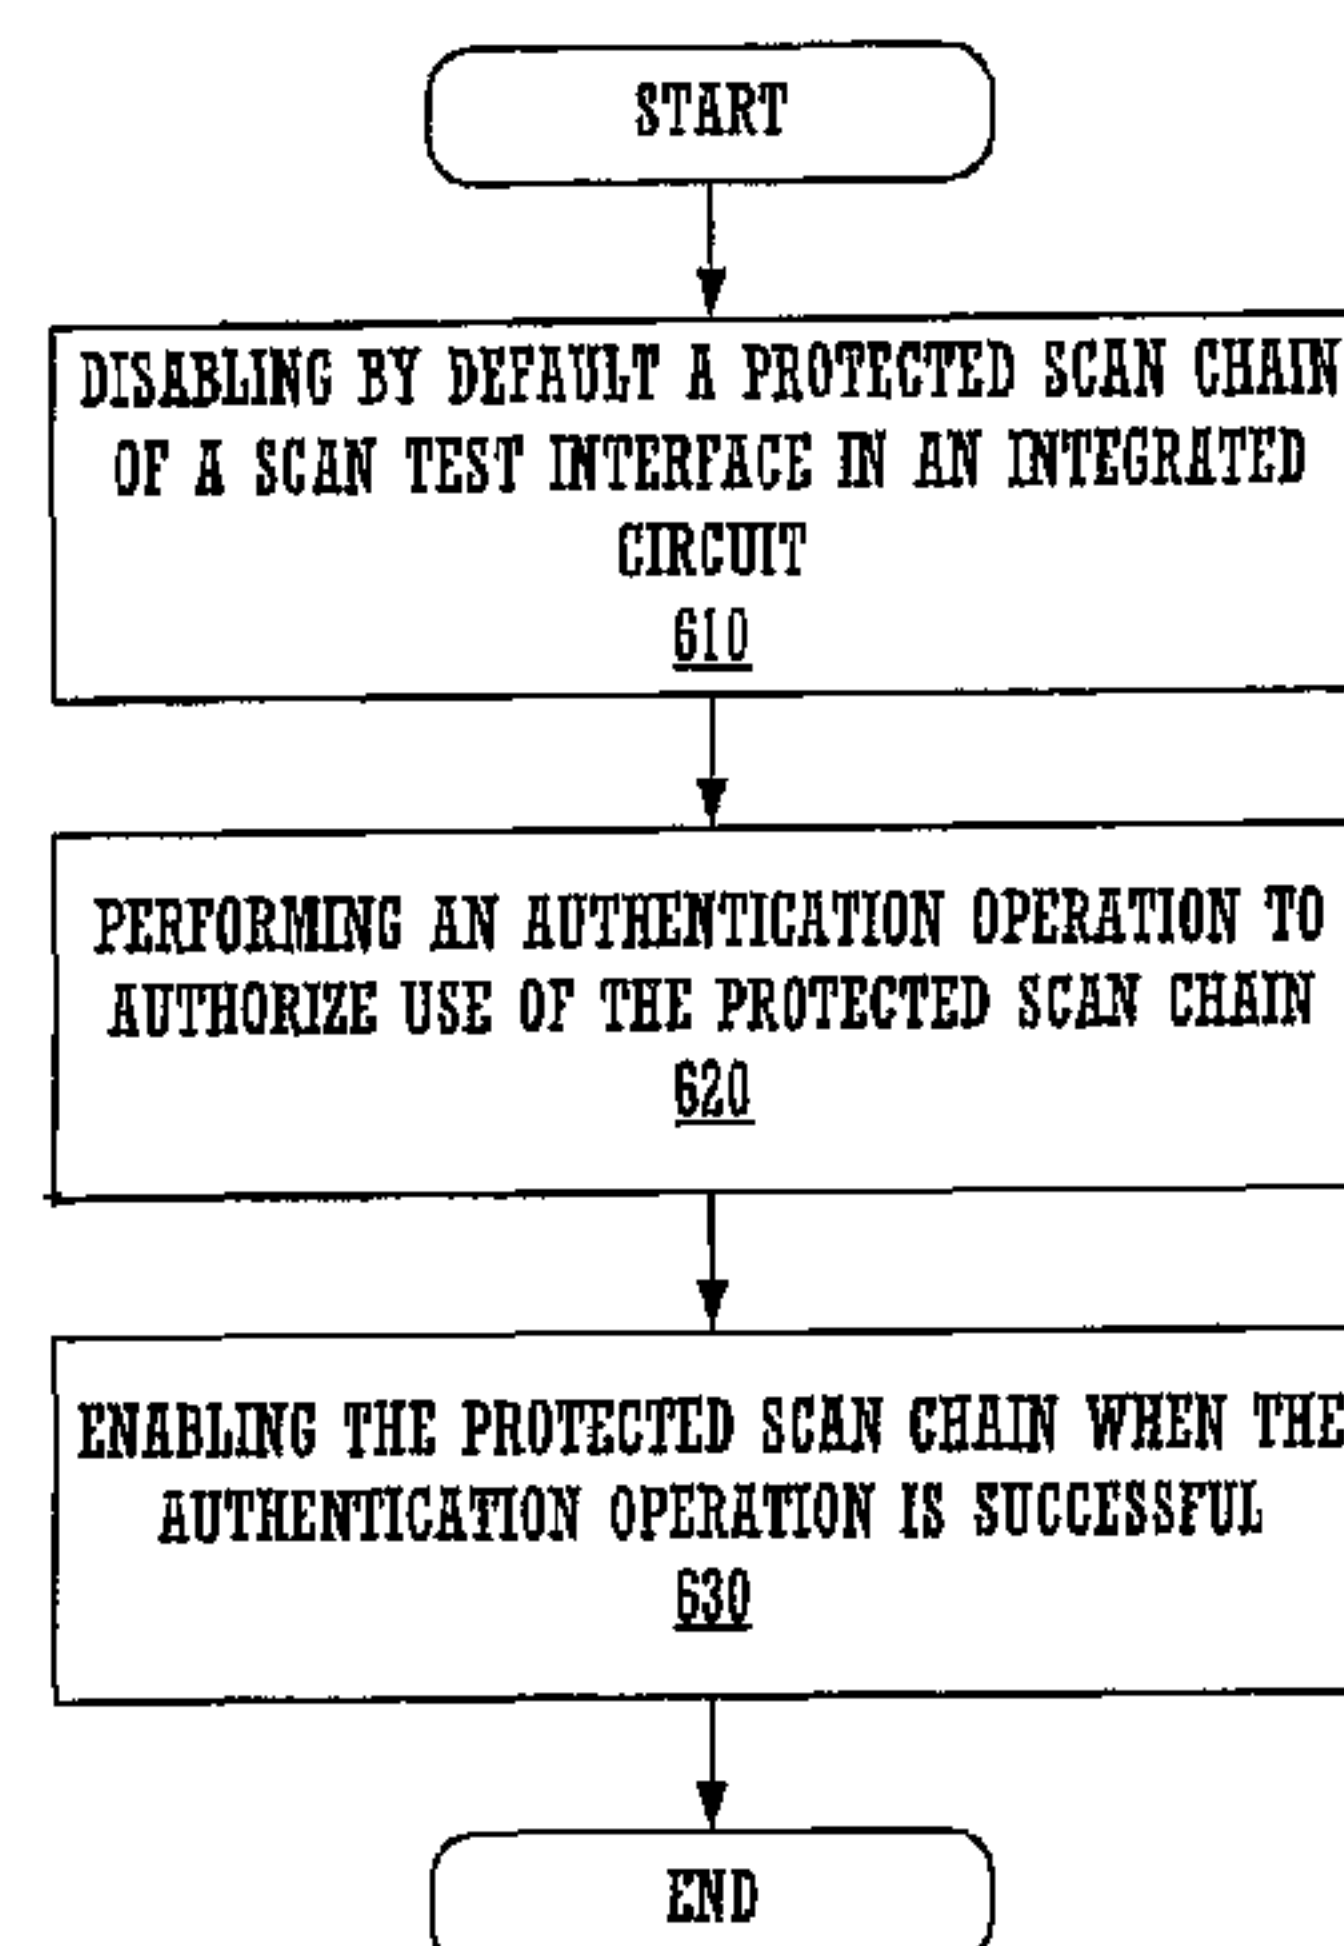 START
DISABLING BY DEFAULT A PROTECTED SCAN CHAIN
OF A SCAN TEST INTERFACE IN AN INTEGRATED
CIRCUIT
610
PERFORMING AN AUTHENTICATION OPERATION TO
AUTHORIZE USE OF THE PROTECTED SCAN CHAIN
620
ENABLING THE PROTECTED SCAN CHAIN WHEN THE
AUTHENTICATION OPERATION IS SUCCESSFUL
630
END